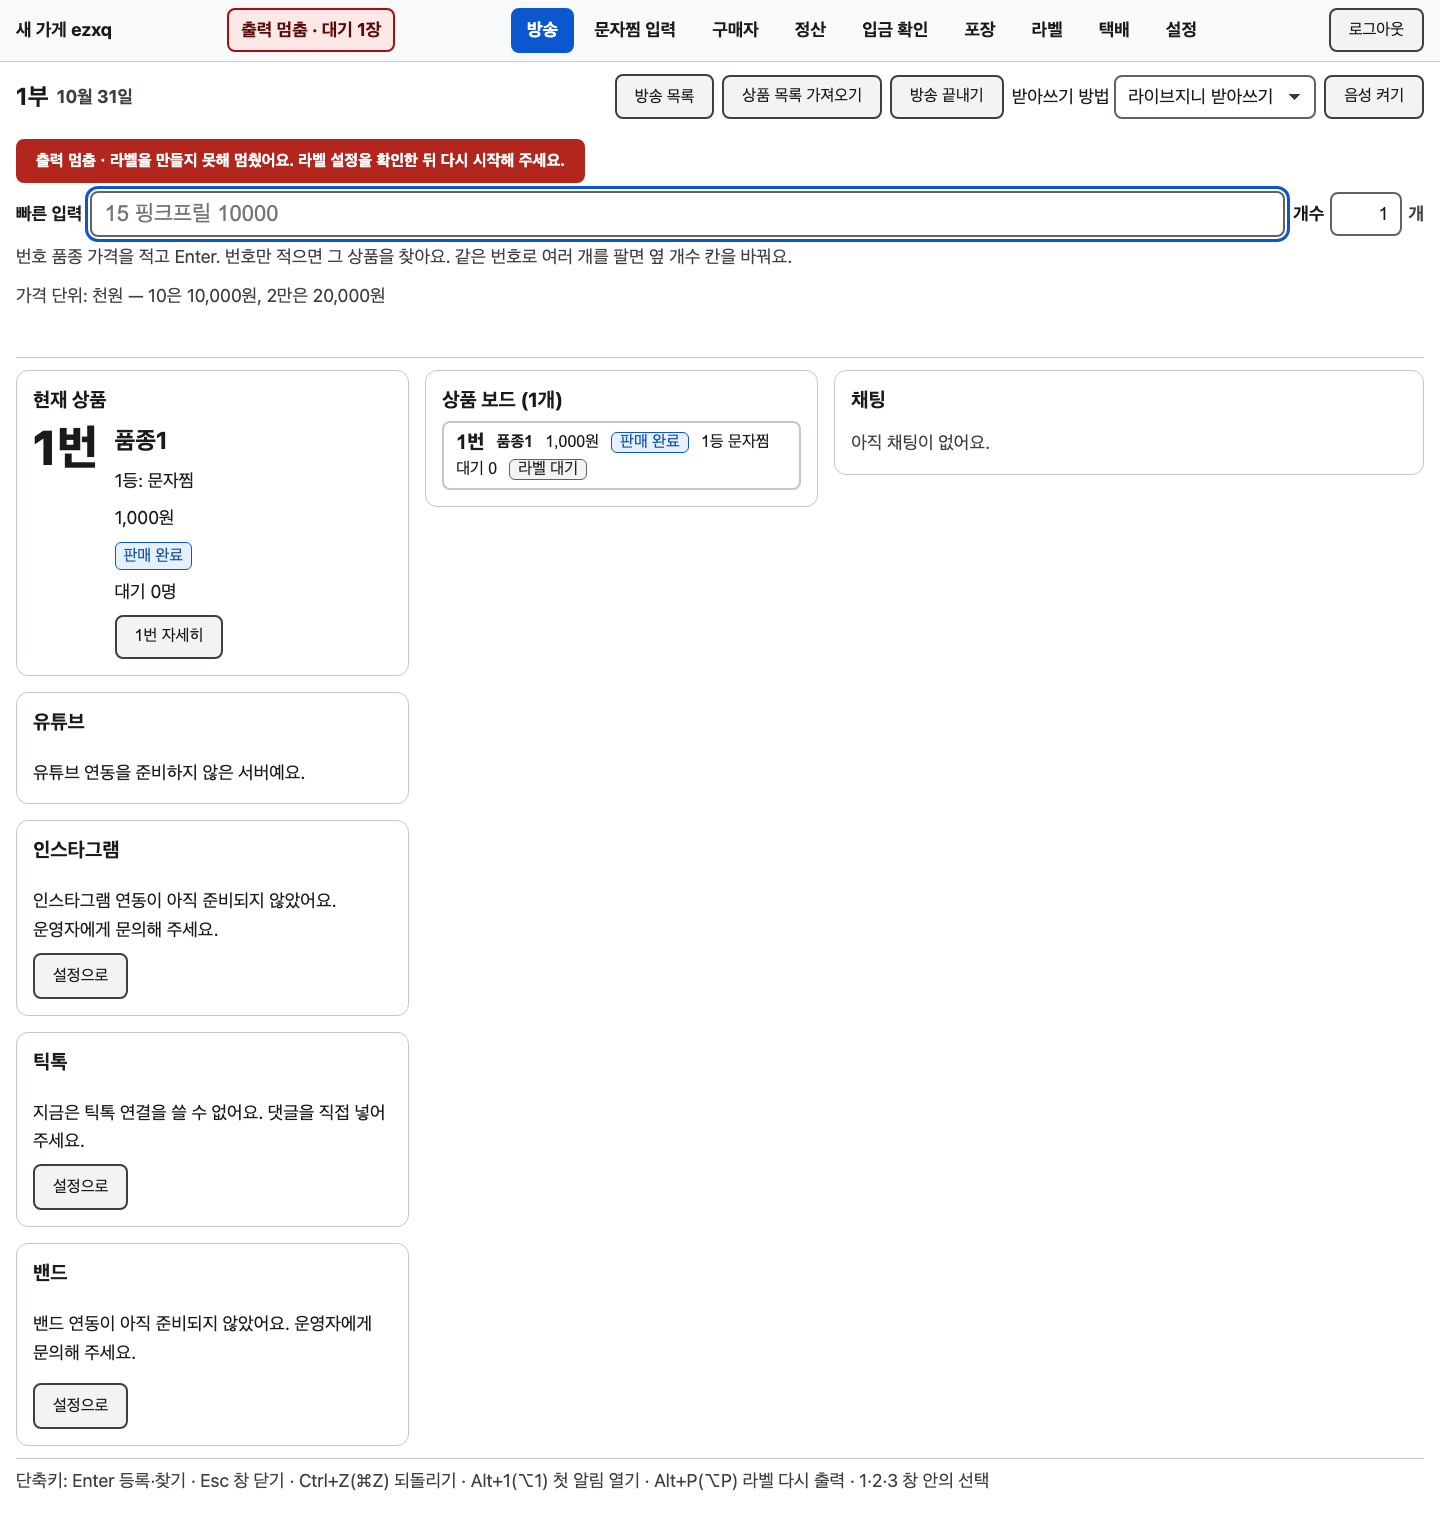 새 가게 ezxq
출력 멈춤 · 대기 1장
방송 문자찜 입력 구매자 정산 입금 확인 포장 라벨 택배 설정
로그아웃
1부 10월 31일
방송 목록 상품 목록 가져오기 방송 끝내기 받아쓰기 방법 라이브지니 받아쓰기 음성 켜기
출력 멈춤 · 라벨을 만들지 못해 멈췄어요. 라벨 설정을 확인한 뒤 다시 시작해 주세요.
빠른 입력 15 핑크프릴 10000 개수 1 개
번호 품종 가격을 적고 Enter. 번호만 적으면 그 상품을 찾아요. 같은 번호로 여러 개를 팔면 옆 개수 칸을 바꿔요.
가격 단위: 천원 — 10은 10,000원, 2만은 20,000원
현재 상품
1번 품종1
1등: 문자찜
1,000원
판매 완료
대기 0명
1번 자세히
상품 보드 (1개)
1번 품종1 1,000원 판매 완료 1등 문자찜
대기 0 라벨 대기
채팅
아직 채팅이 없어요.
유튜브
유튜브 연동을 준비하지 않은 서버예요.
인스타그램
인스타그램 연동이 아직 준비되지 않았어요.
운영자에게 문의해 주세요.
설정으로
틱톡
지금은 틱톡 연결을 쓸 수 없어요. 댓글을 직접 넣어
주세요.
설정으로
밴드
밴드 연동이 아직 준비되지 않았어요. 운영자에게
문의해 주세요.
설정으로
단축키: Enter 등록·찾기 · Esc 창 닫기 · Ctrl+Z(⌘Z) 되돌리기 · Alt+1(⌥1) 첫 알림 열기 · Alt+P(⌥P) 라벨 다시 출력 · 1·2·3 창 안의 선택